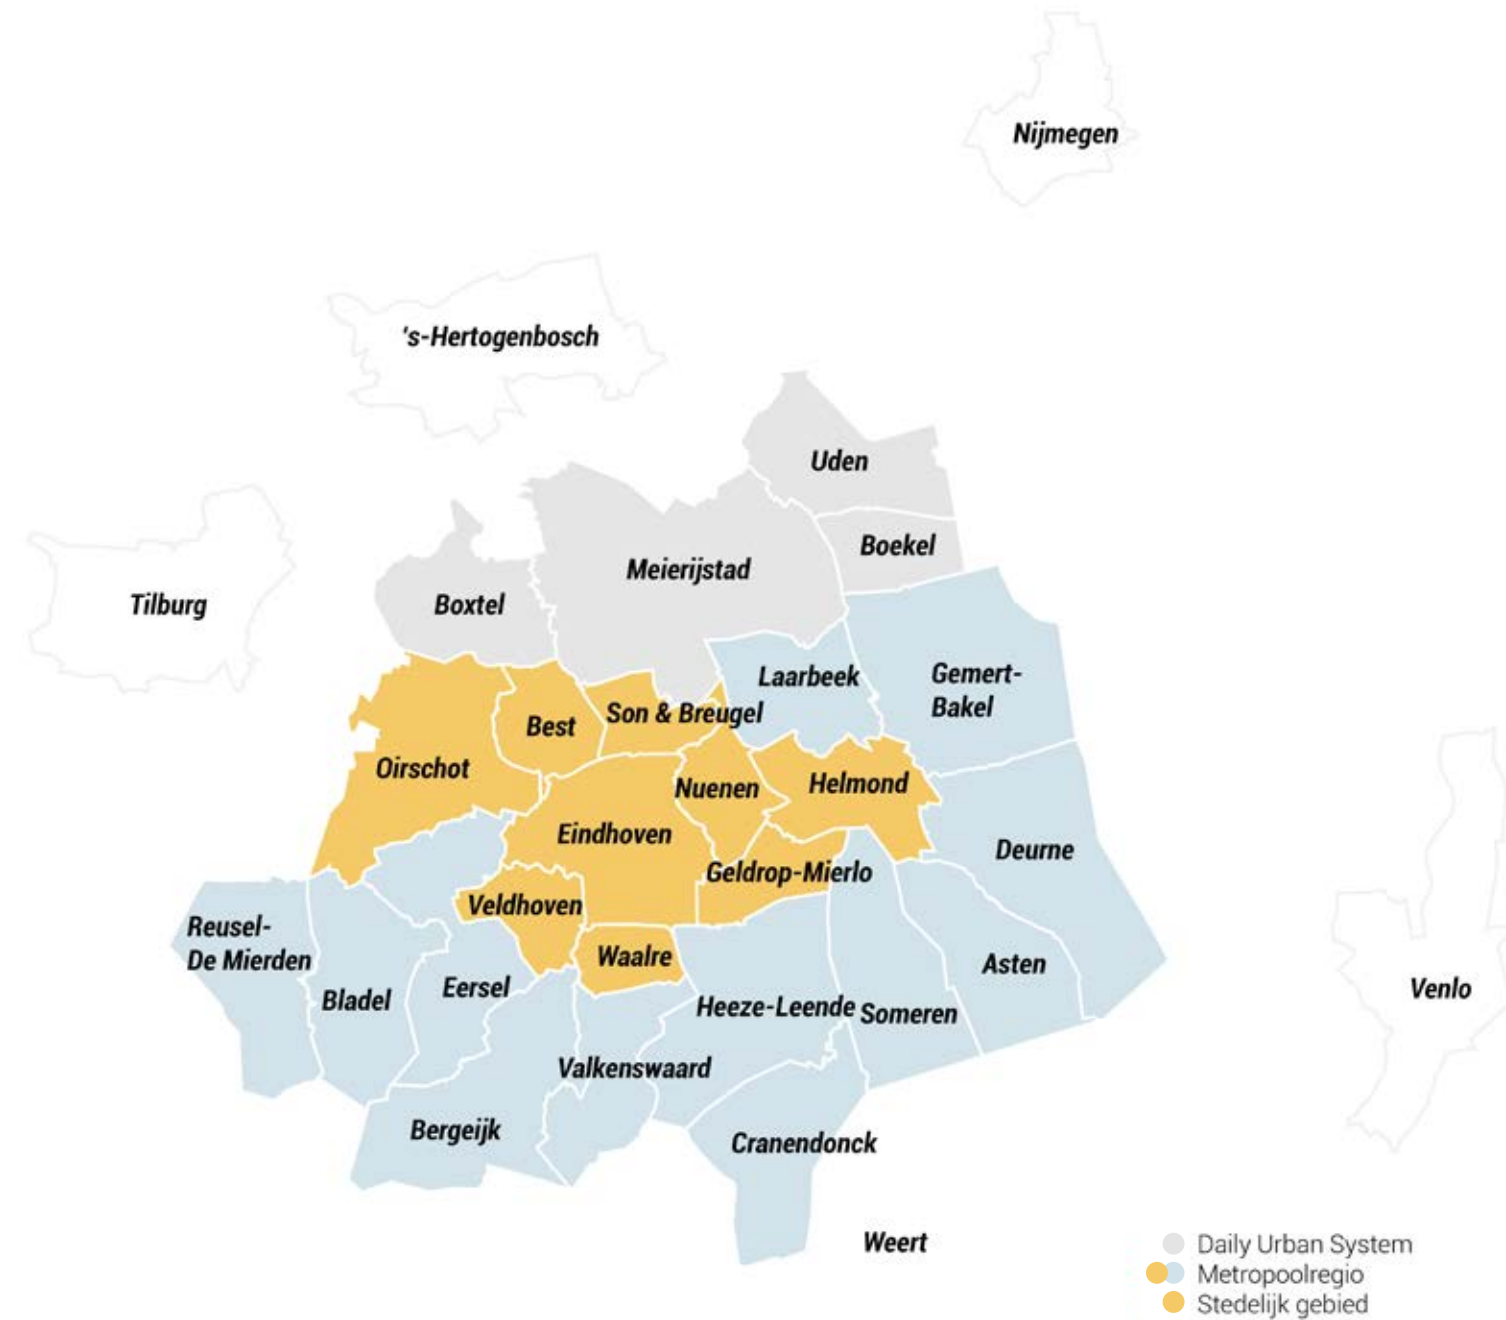 Nijmegen
's-Hertogenbosch
Uden
Boekel
Meierijstad
Boxtel
Tilburg
Laarbeek
Gemert-
Bakel
Son & Breugel
Best
Oirschot
Nuenen
Helmond
Eindhoven
Deurne
Geldrop-Mierlo
Veldhoven
Reusel-
De Mierden
Waalre
Asten
Eersel
Venlo
Bladel
Heeze-Leende
Someren
Valkenswaard
Bergeijk
Cranendonck
Weert
Daily Urban System
Metropoolregio
Stedelijk gebied